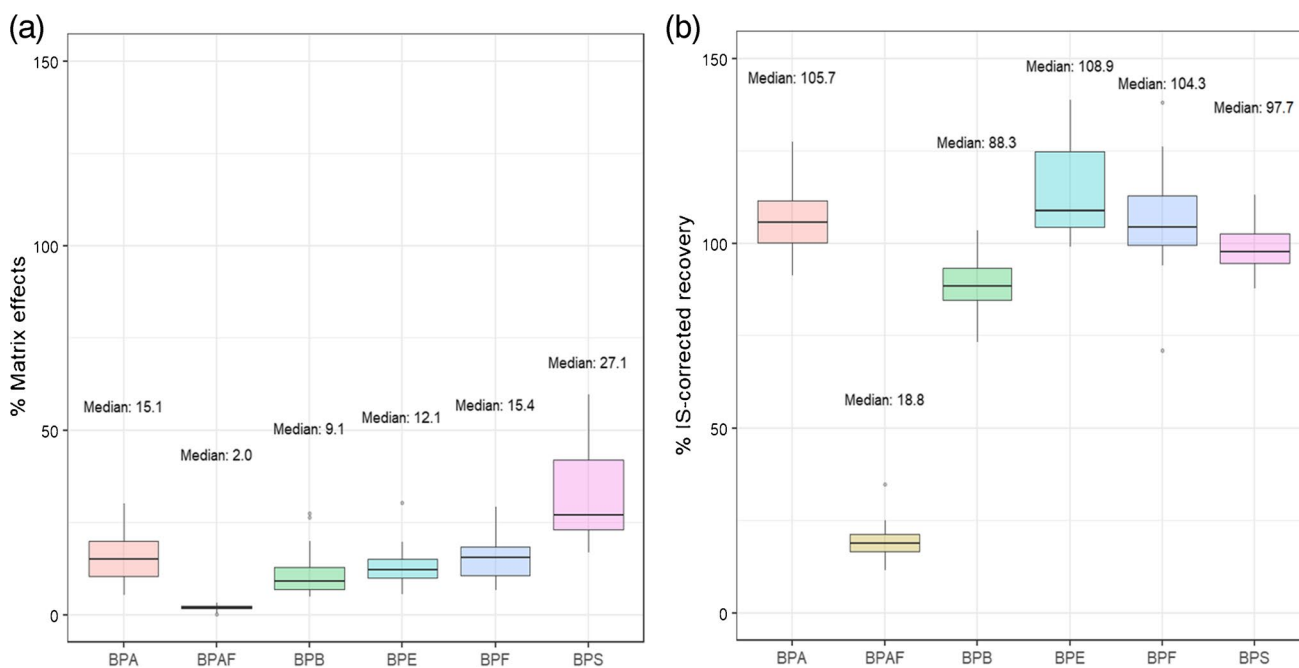 (a)
% Matrix effects
150
100
50
0
Median: 15.1
Median: 2.0
Median: 9.1
Median: 12.1
Median: 15.4
Median: 27.1
BPA
BPAF
BPB
BPE
BPF
BPS
(b)
% IS-corrected recovery
150
100
50
0
Median: 105.7
Median: 18.8
Median: 88.3
Median: 108.9
Median: 104.3
Median: 97.7
BPA
BPAF
BPB
BPE
BPF
BPS